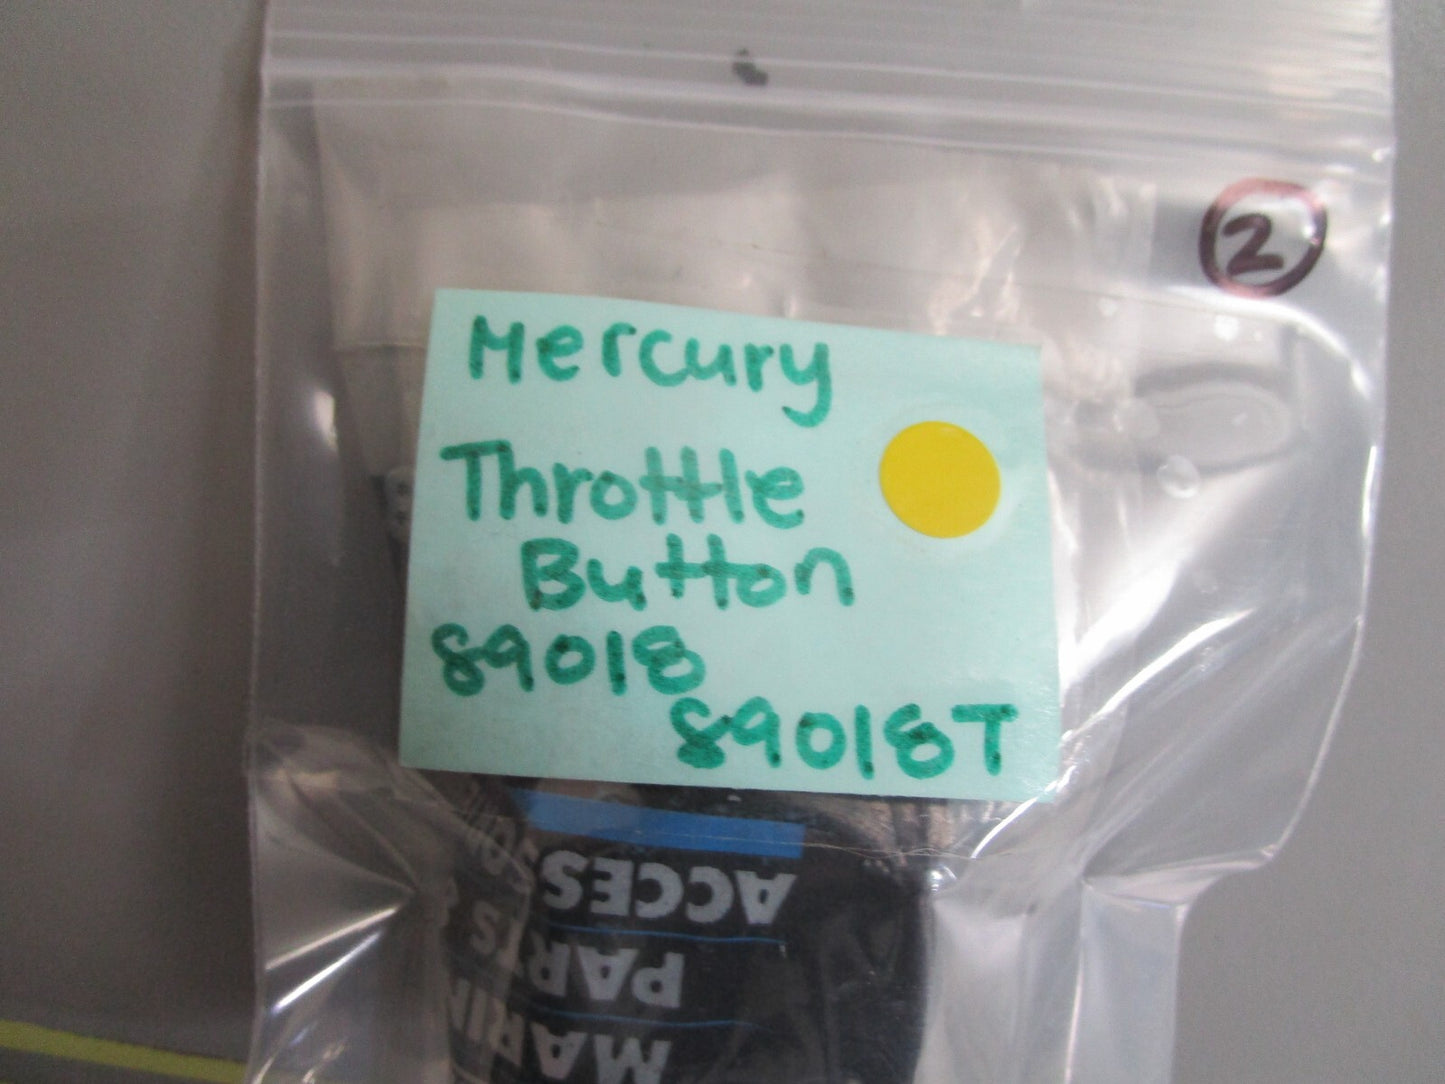 2
Mercury
Throttle
Button
89018
89018T
ACCES
PARTS
MARIN